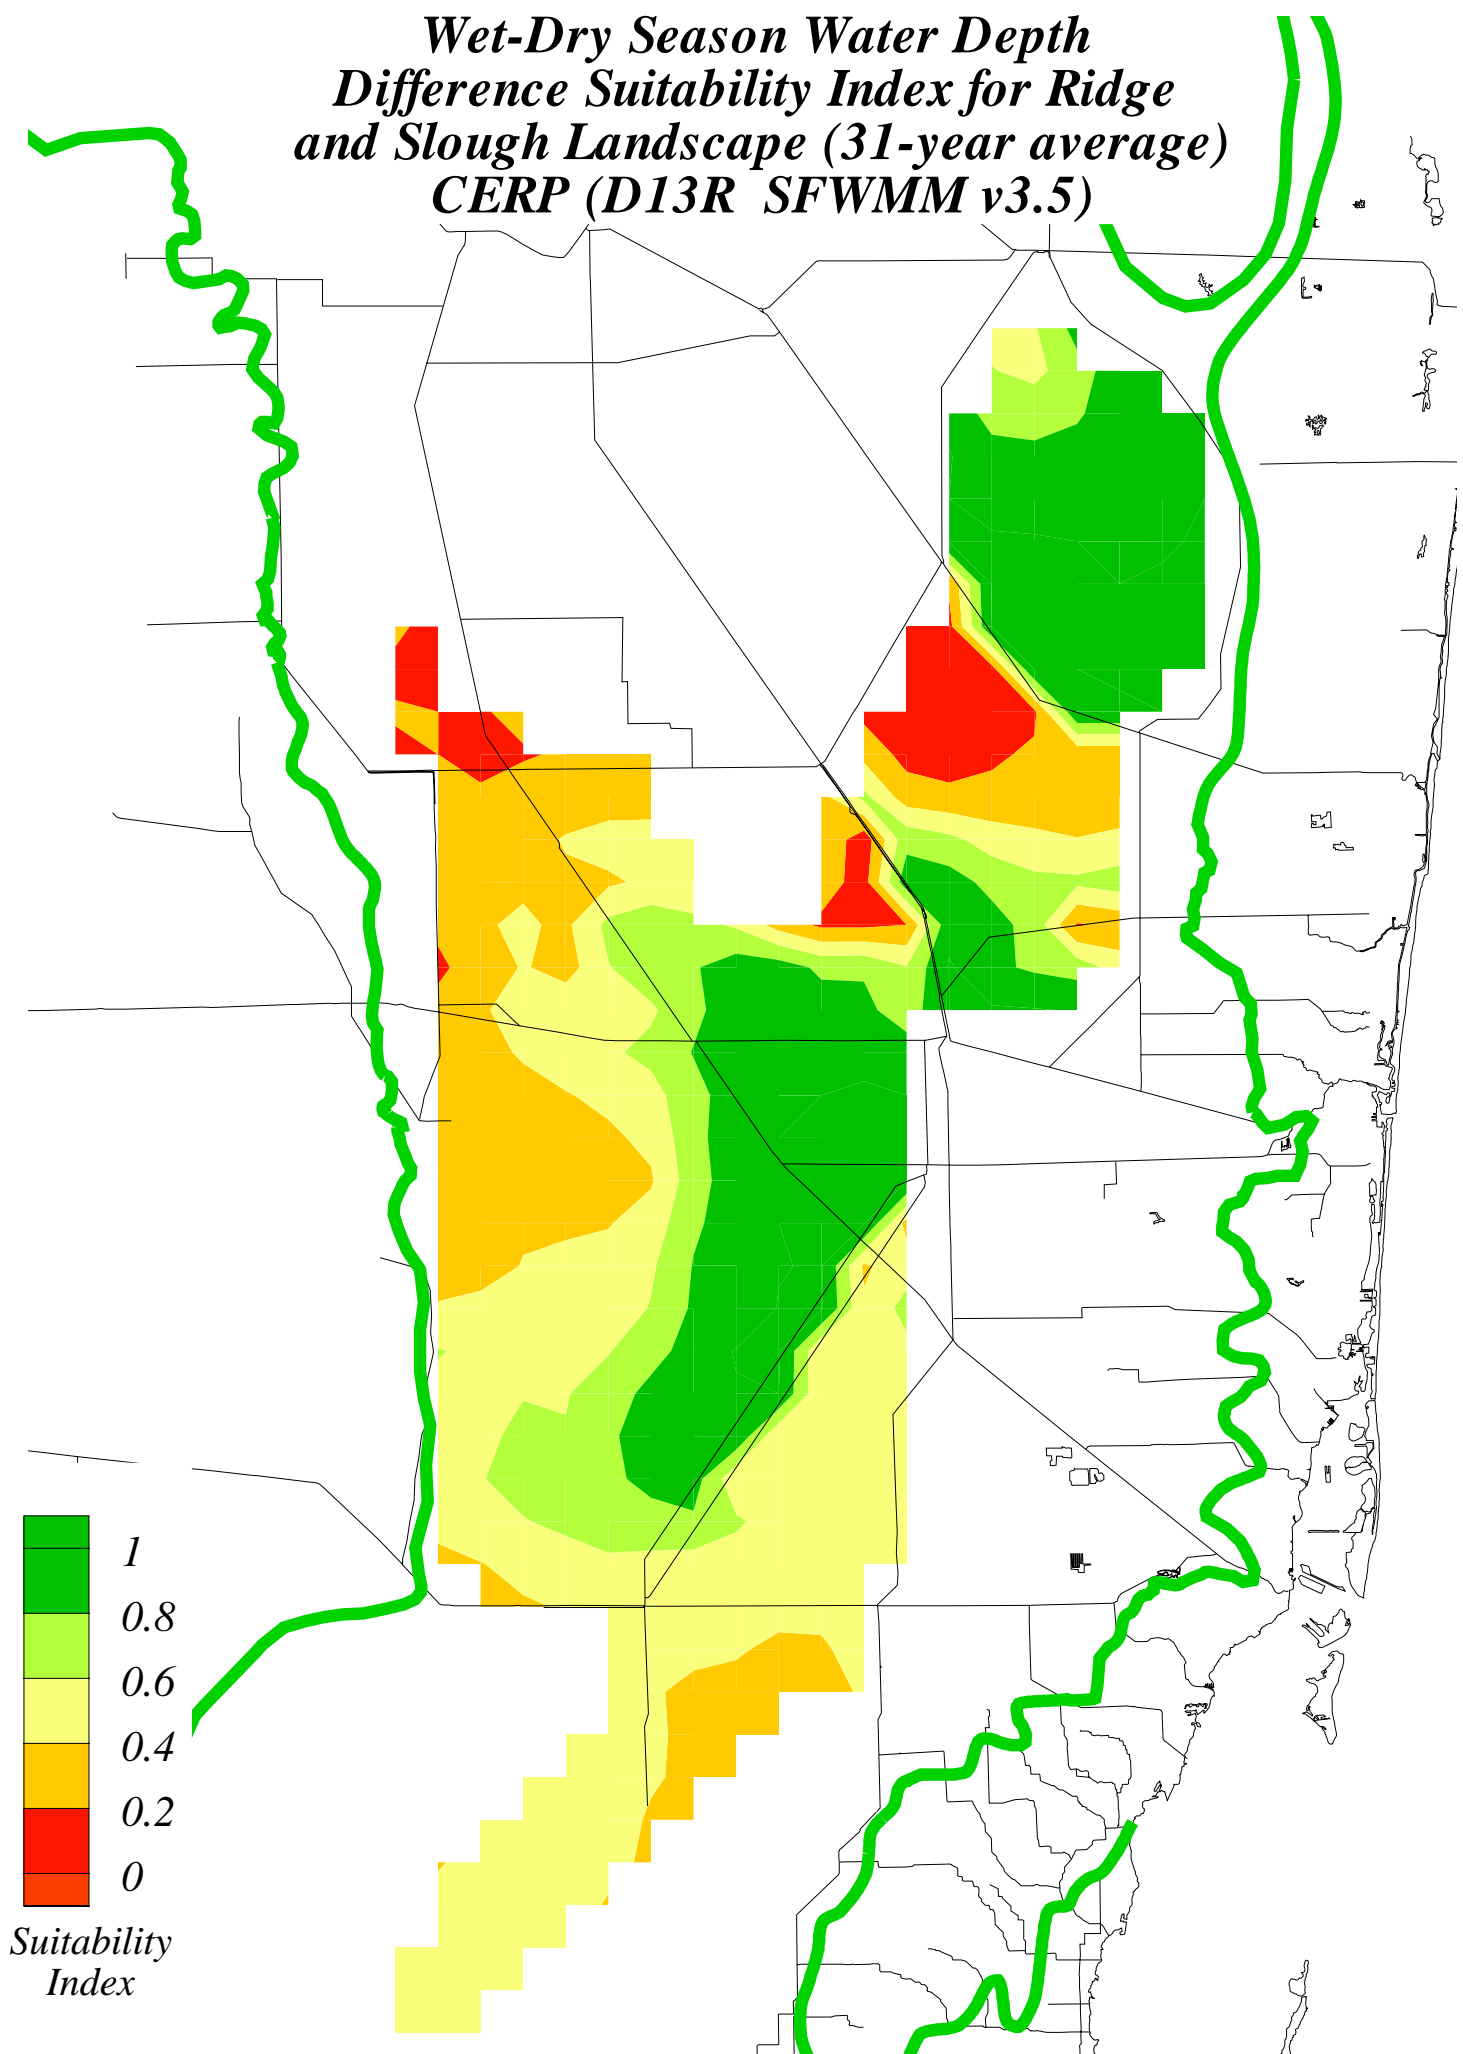 Wet-Dry Season Water Depth
Difference Suitability Index for Ridge
and Slough Landscape (31-year average)
CERP (D13R  SFWMM v3.5)
1
0.8
0.6
0.4
0.2
0
Suitability
Index